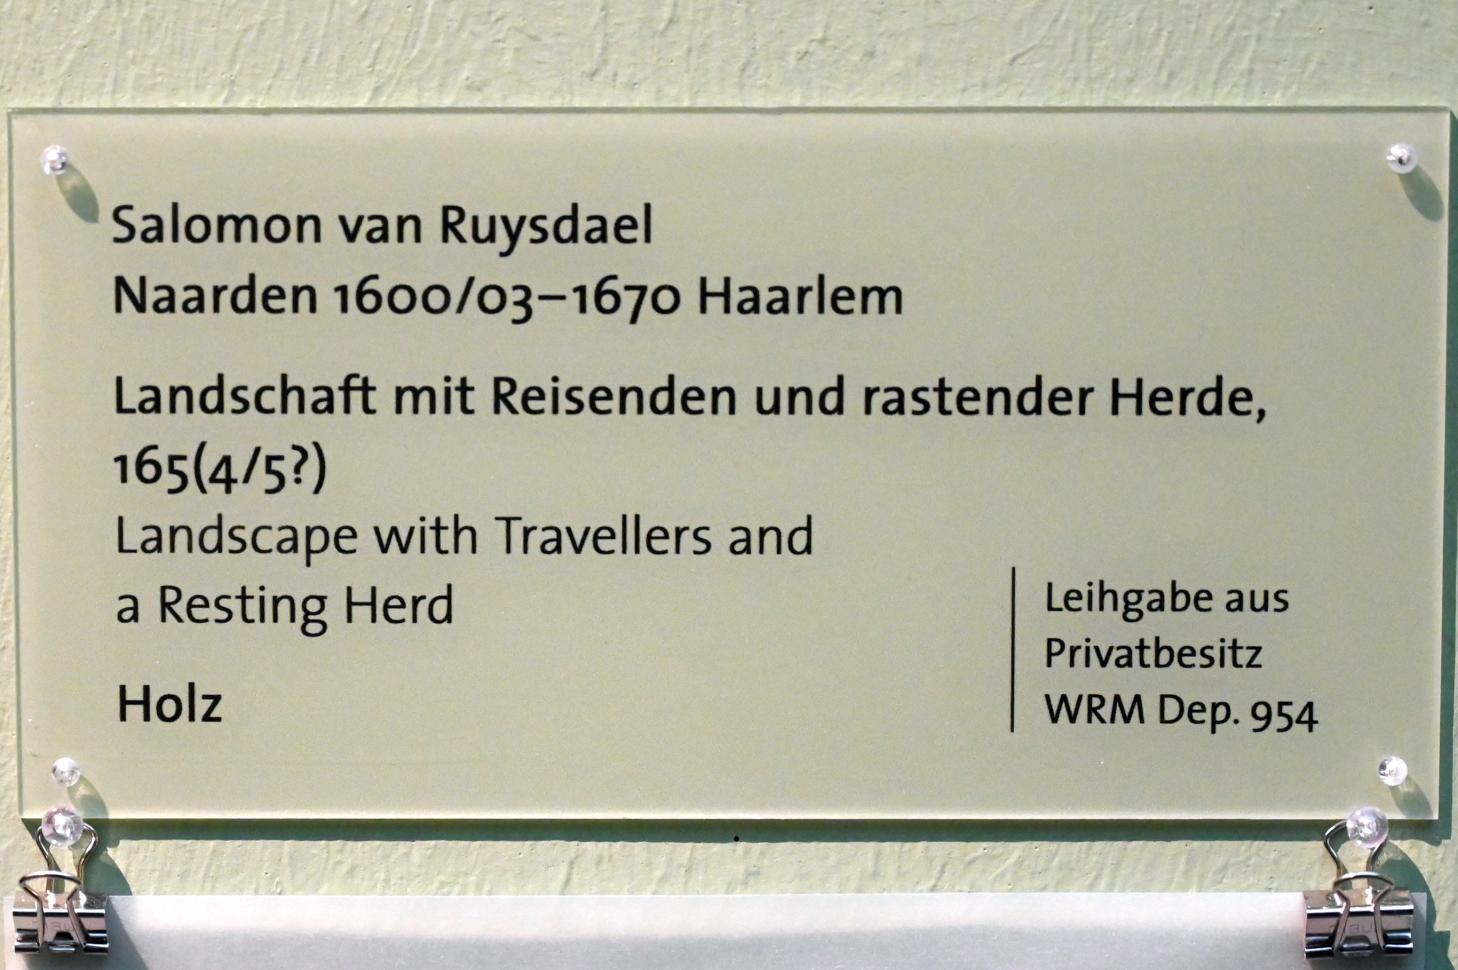 Salomon van Ruysdael
Naarden 1600/03–1670 Haarlem
Landschaft mit Reisenden und rastender Herde,
165(4/5?)
Landscape with Travellers and
a Resting Herd
Holz
Leihgabe aus
Privatbesitz
WRM Dep. 954